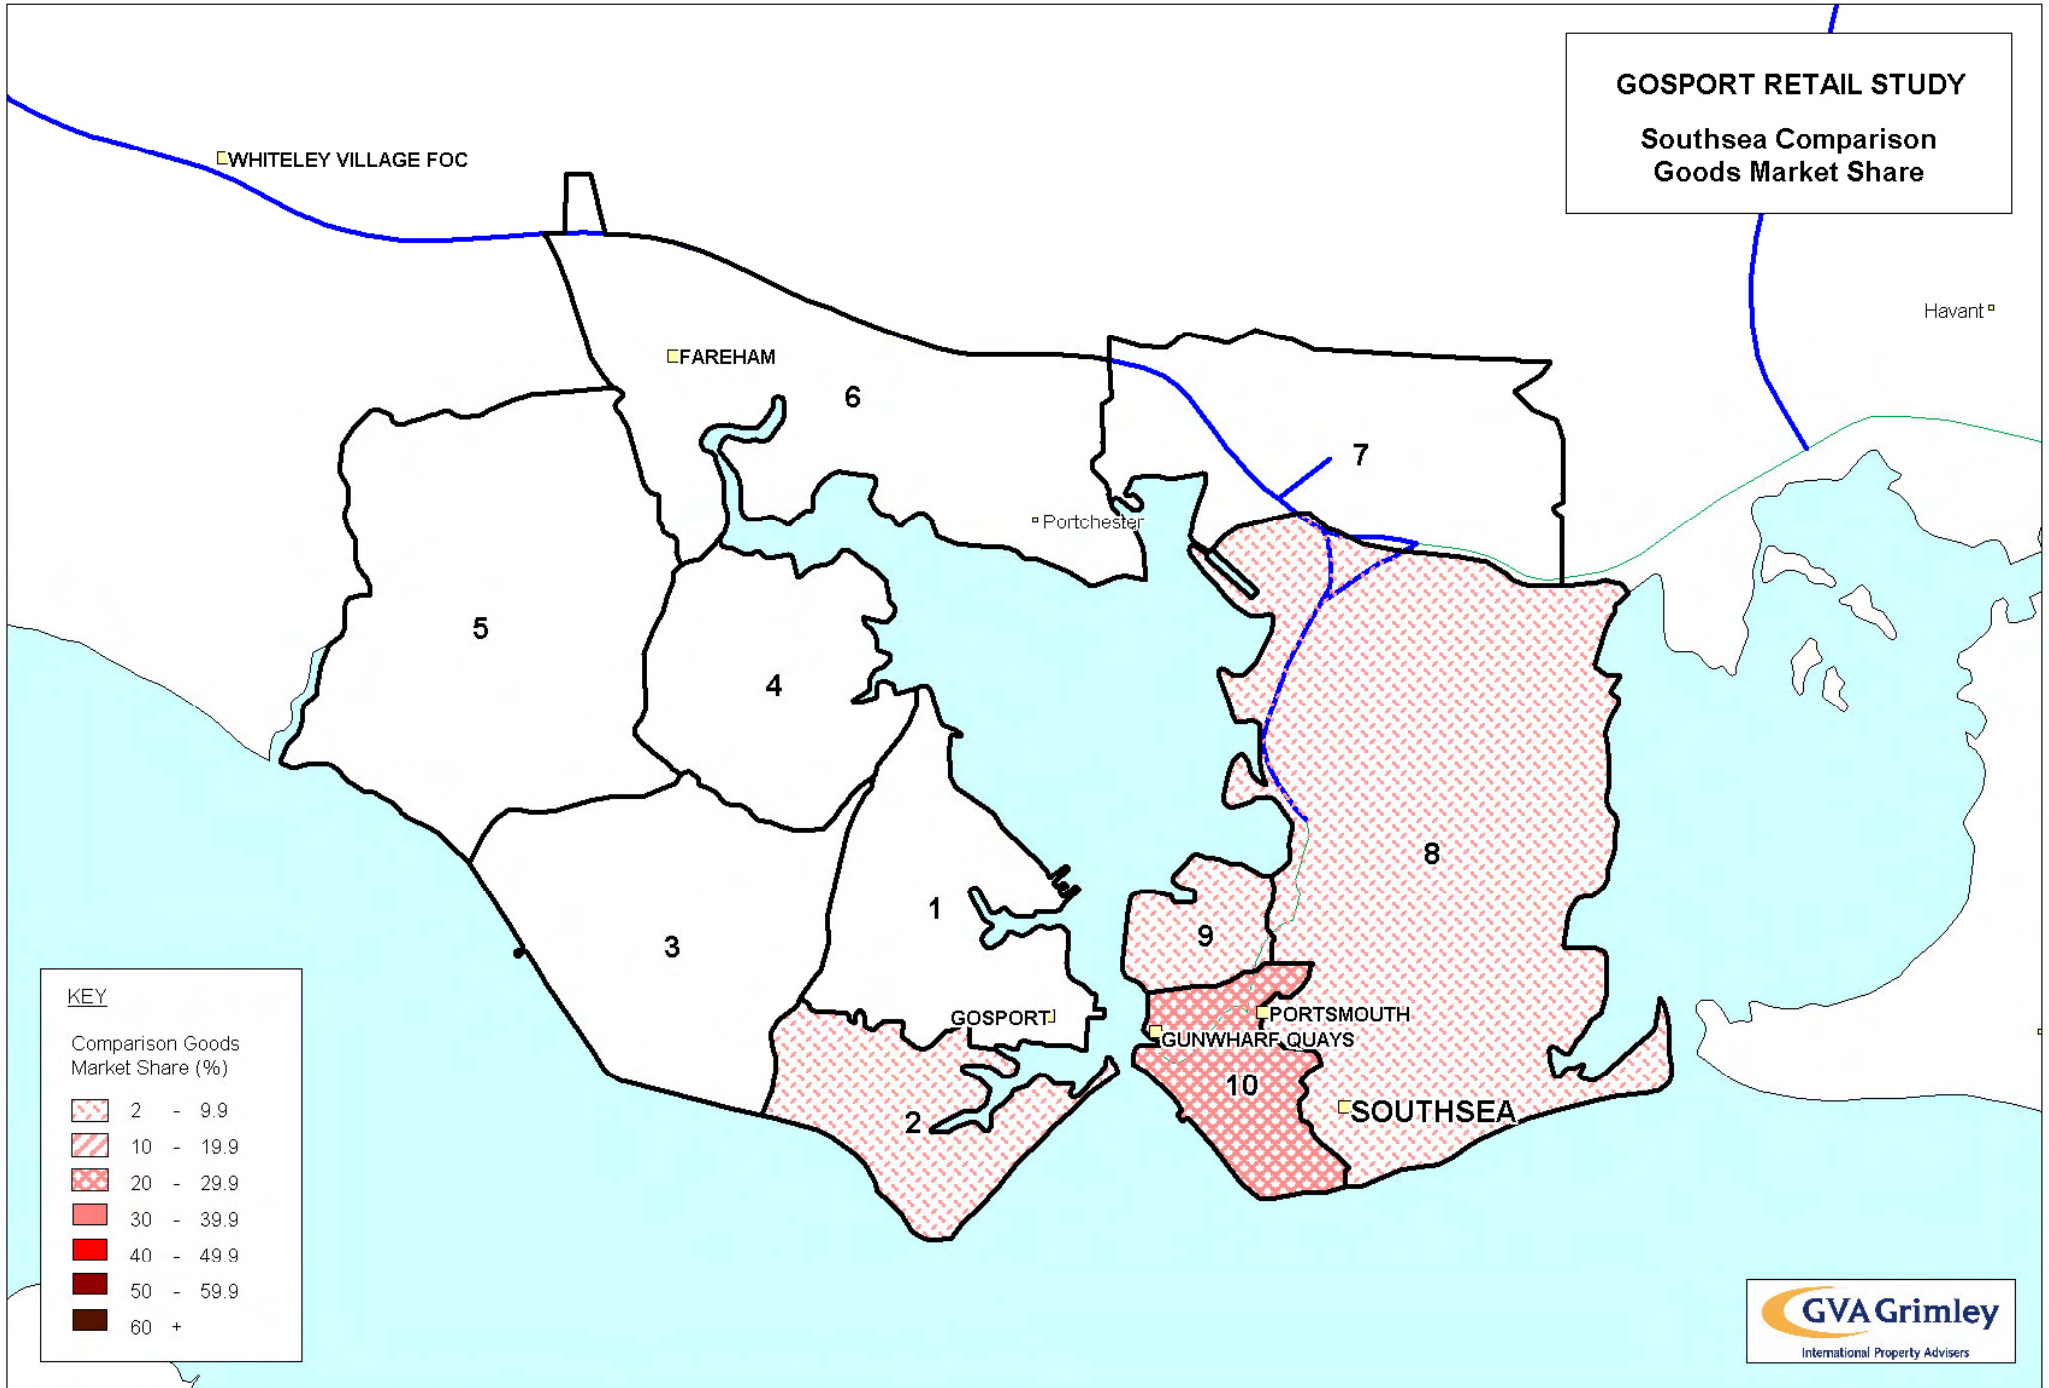 GOSPORT RETAIL STUDY
Southsea Comparison
Goods Market Share
WHITELEY VILLAGE FOC
Havant
FAREHAM
6
7
Portchester
5
4
8
1
9
3
GOSPORT
PORTSMOUTH
GUNWHARF QUAYS
10
SOUTHSEA
2
KEY
Comparison Goods
Market Share (%)
2 - 9.9
10 - 19.9
20 - 29.9
30 - 39.9
40 - 49.9
50 - 59.9
60 +
GVA Grimley
International Property Advisers